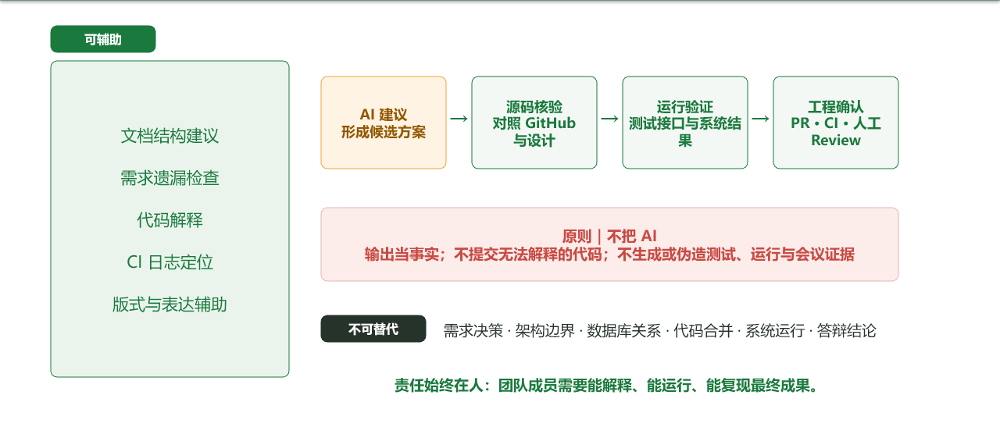 可辅助
文档结构建议
需求遗漏检查
代码解释
CI 日志定位
版式与表达辅助
AI 建议
形成候选方案
→
源码核验
对照 GitHub
与设计
→
运行验证
测试接口与系统结
果
→
工程确认
PR · CI · 人工
Review
原则｜不把 AI
输出当事实；不提交无法解释的代码；不生成或伪造测试、运行与会议证据
不可替代
需求决策 · 架构边界 · 数据库关系 · 代码合并 · 系统运行 · 答辩结论
责任始终在人：团队成员需要能解释、能运行、能复现最终成果。